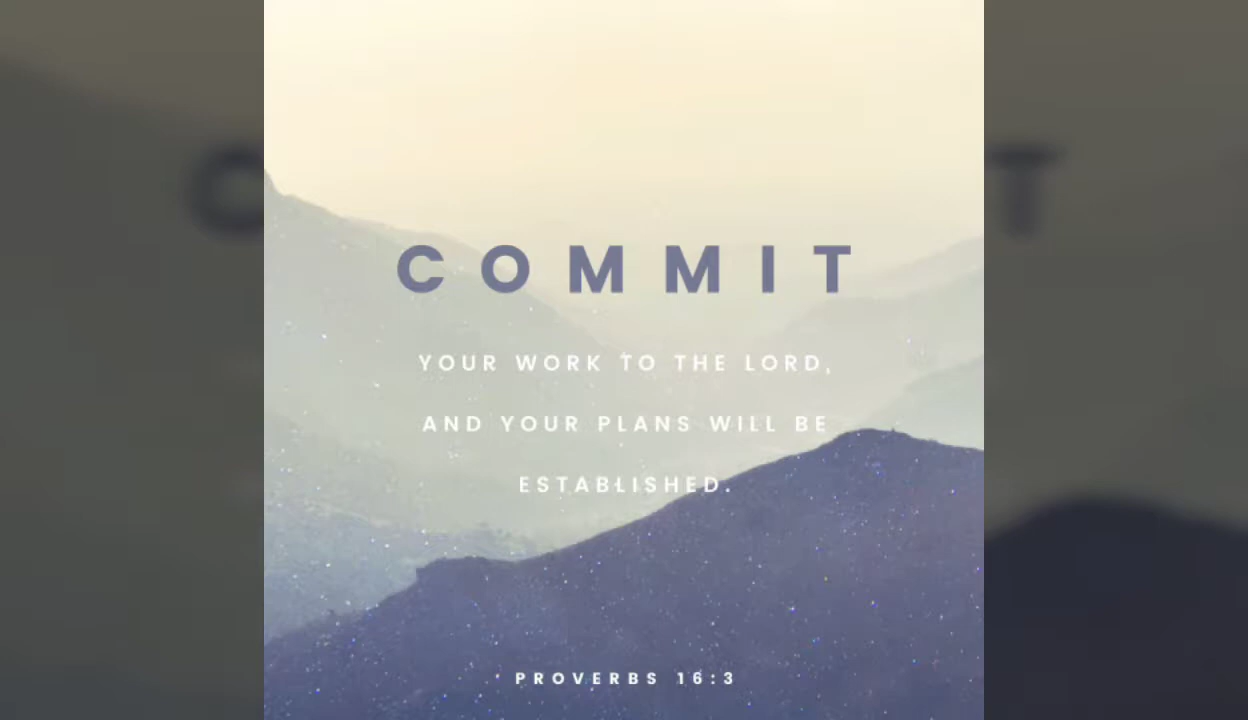 COMMIT
YOUR WORK TO THE LORD,
AND YOUR PLANS WILL BE
ESTABLISHED.
PROVERBS 16:3